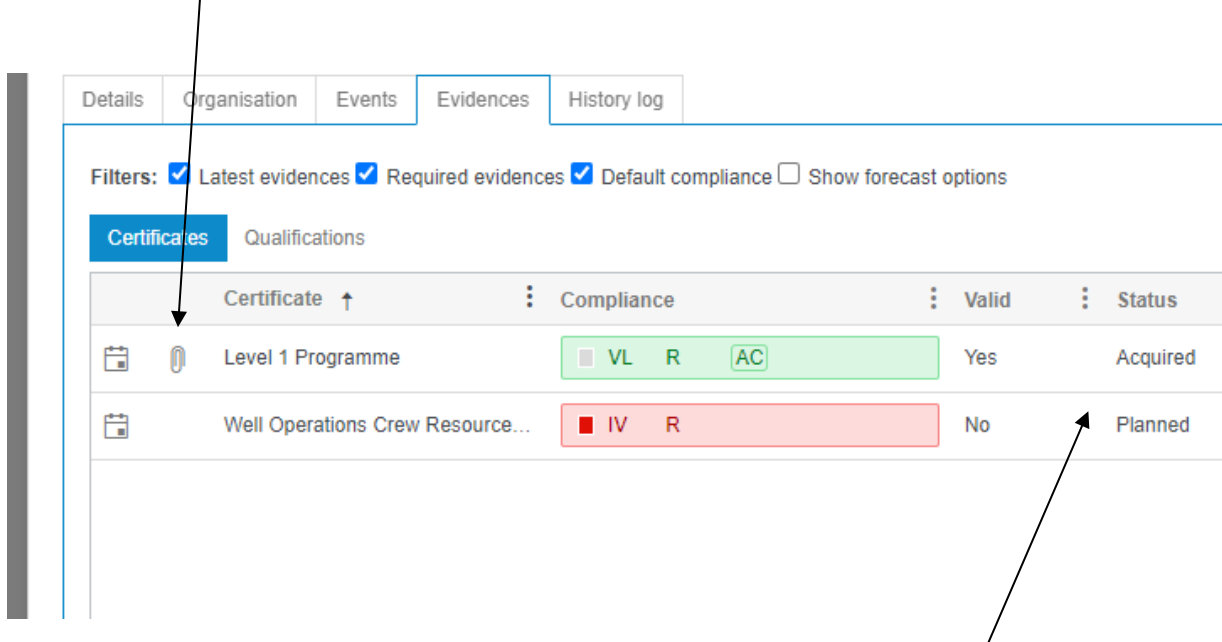 Details Organisation Events Evidences History log
Filters: Latest evidences Required evidences Default compliance Show forecast options
Certificates Qualifications
Certificate ↑ Compliance Valid Status
Level 1 Programme VL R AC Yes Acquired
Well Operations Crew Resource... IV R No Planned